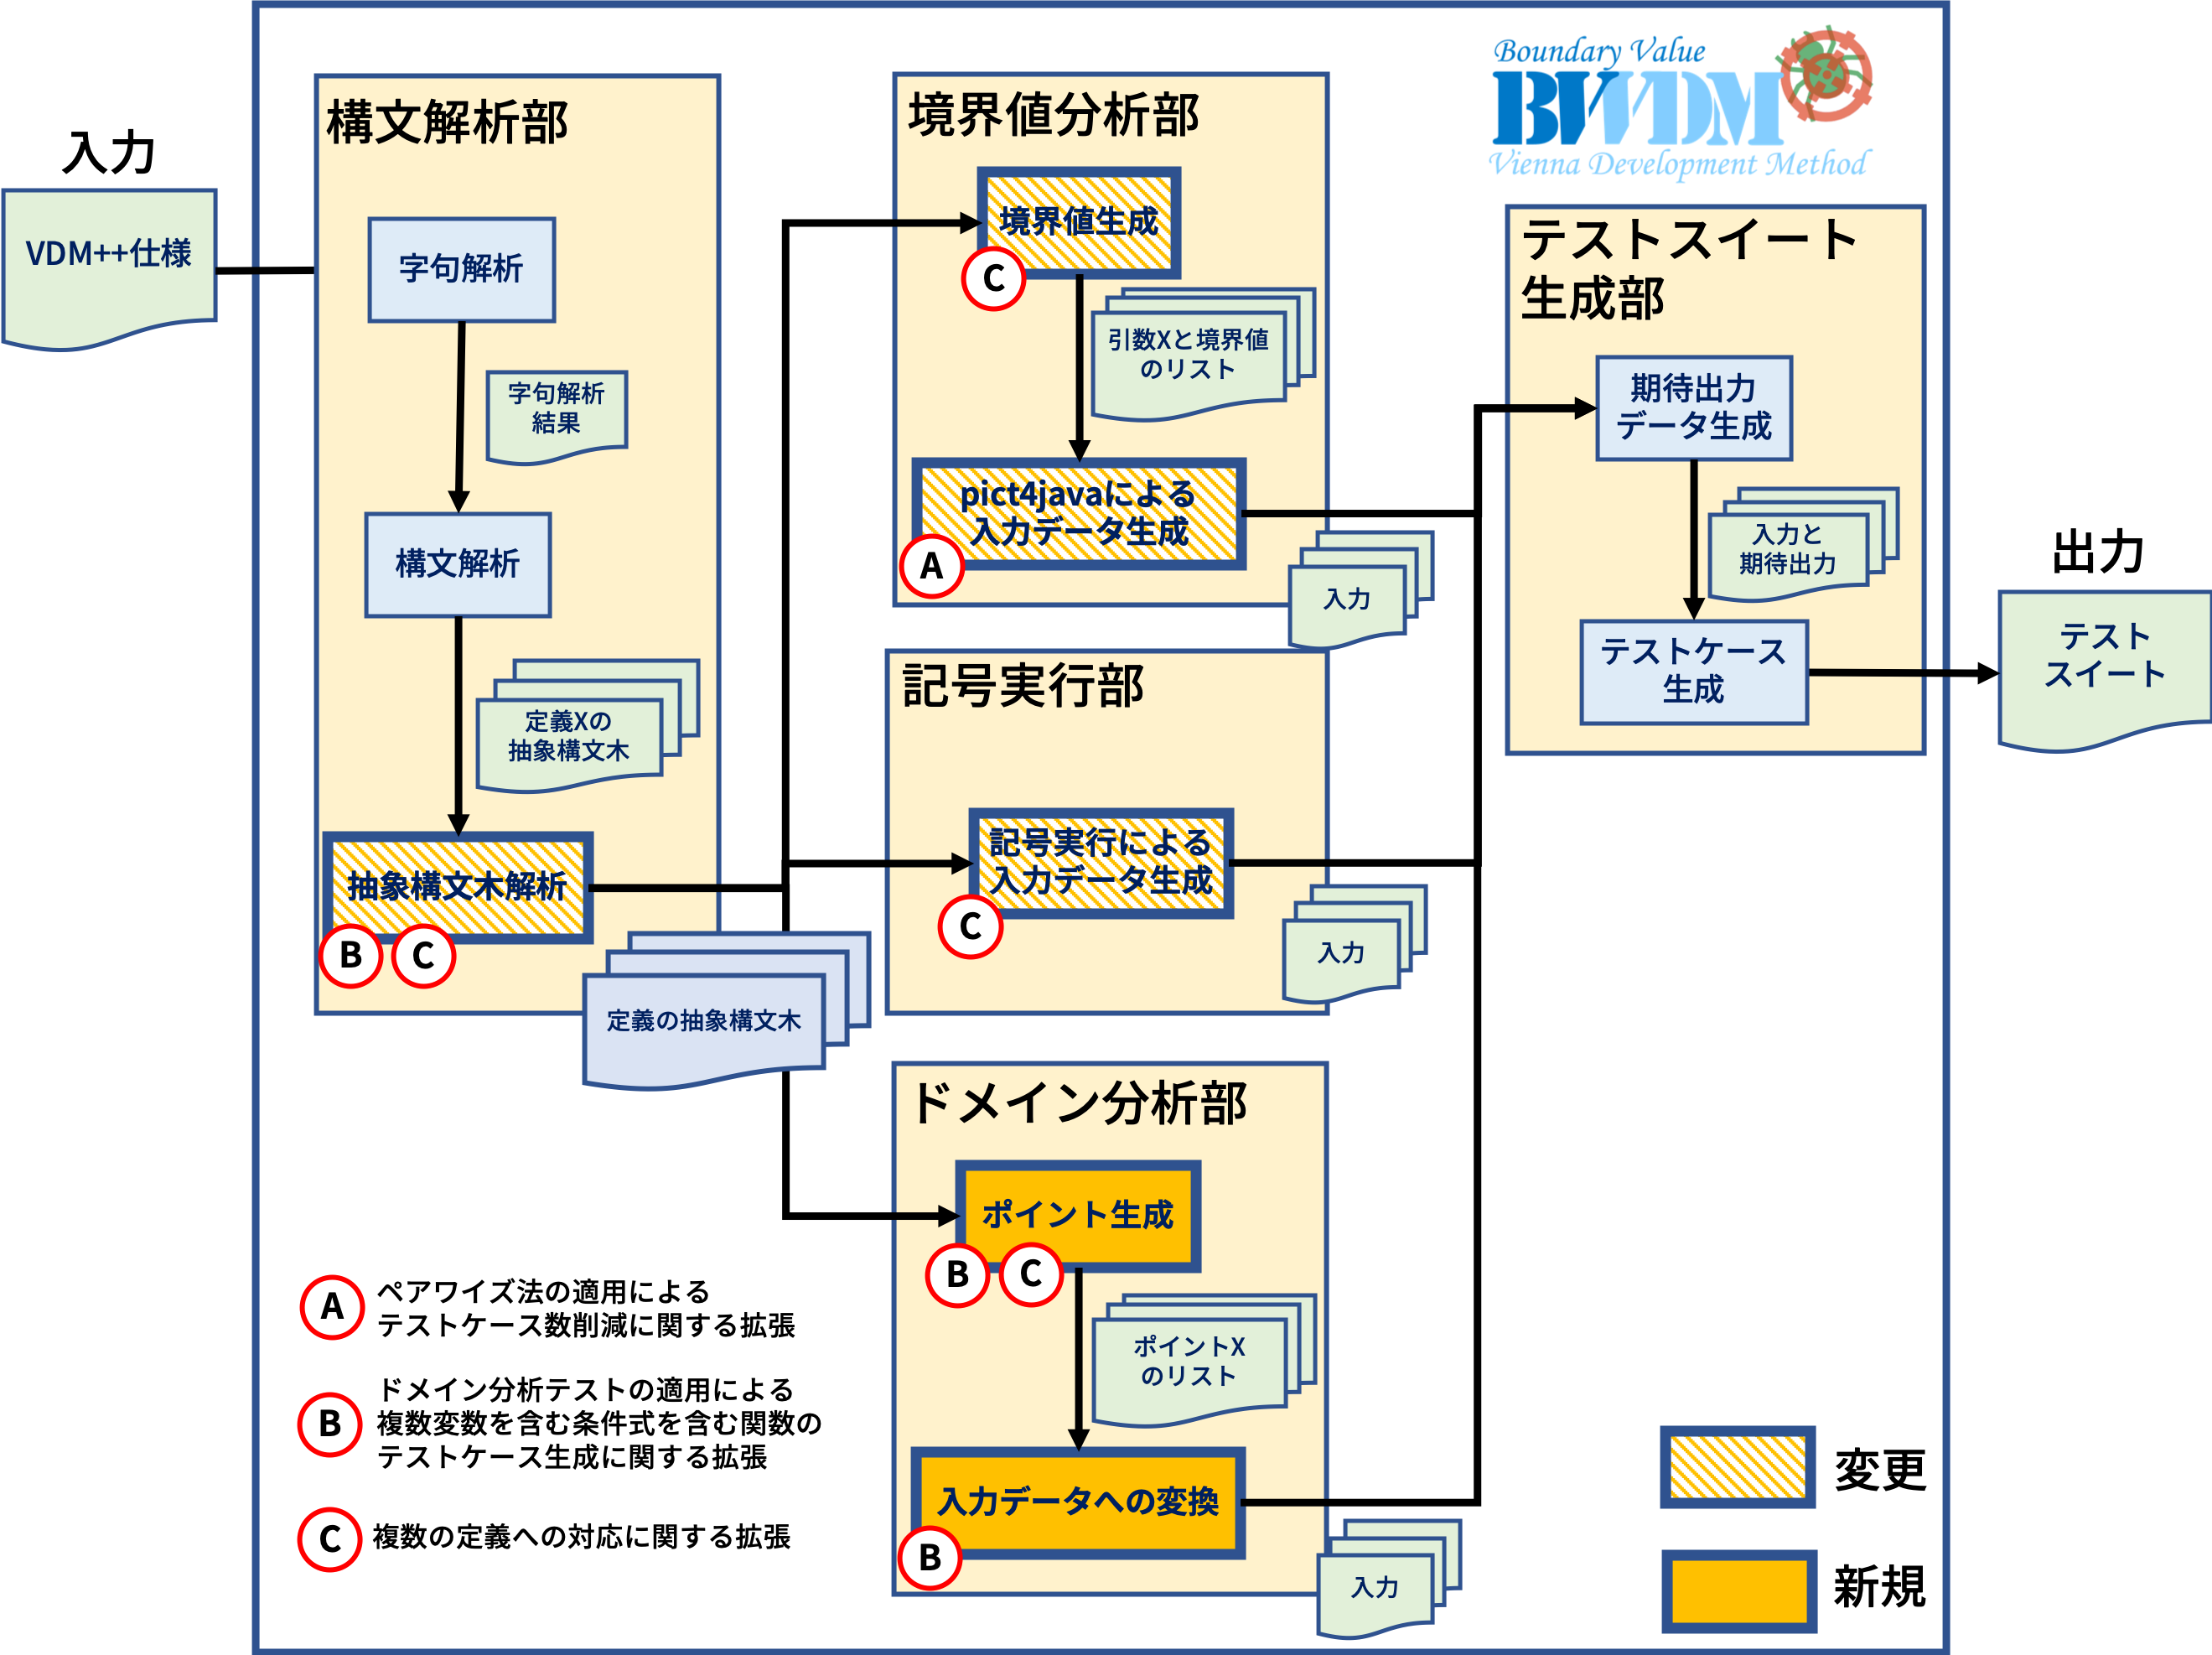 入力
VDM++仕様
構文解析部
字句解析
字句解析
結果
構文解析
定義Xの
抽象構文木
抽象構文木解析
B
C
定義の抽象構文木
境界値分析部
境界値生成
C
引数Xと境界値
のリスト
pict4javaによる
入力データ生成
A
入力
記号実行部
記号実行による
入力データ生成
C
入力
ドメイン分析部
ポイント生成
B
C
ポイントX
のリスト
入力データへの変換
B
入力
Boundary Value
BVVDM
Vienna Development Method
テストスイート
生成部
期待出力
データ生成
入力と
期待出力
テストケース
生成
出力
テスト
スイート
A
ペアワイズ法の適用による
テストケース数削減に関する拡張
B
ドメイン分析テストの適用による
複数変数を含む条件式を含む関数の
テストケース生成に関する拡張
C
複数の定義への対応に関する拡張
変更
新規